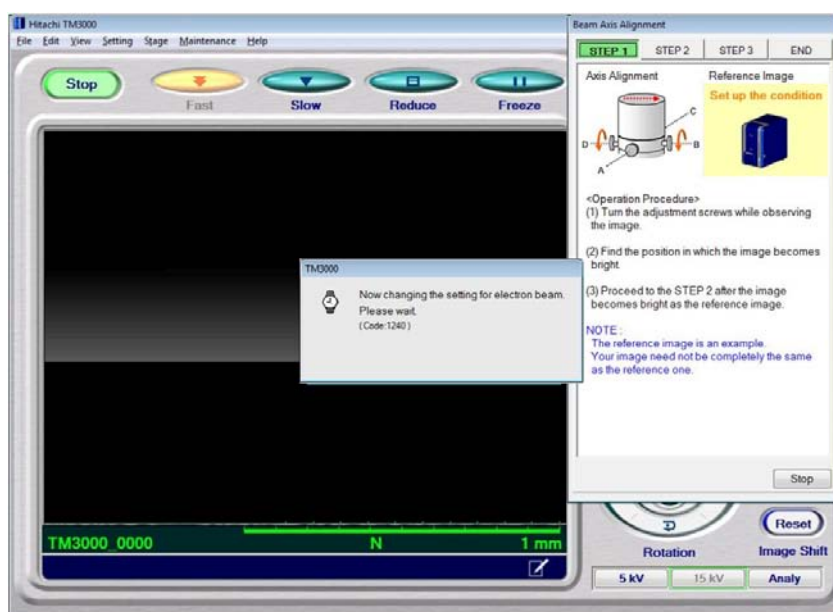 Hitachi TM3000
File Edit View Setting Stage Maintenance Help
Stop
Fast
Slow
Reduce
Freeze
TM3000
Now changing the setting for electron beam.
Please wait.
(Code:1240)
TM3000_0000
N
1 mm
Beam Axis Alignment
STEP 1
STEP 2
STEP 3
END
Axis Alignment
Reference Image
Set up the condition
C
D
B
A
<Operation Procedure>
(1) Turn the adjustment screws while observing
the image.
(2) Find the position in which the image becomes
bright.
(3) Proceed to the STEP 2 after the image
becomes bright as the reference image.
NOTE :
The reference image is an example.
Your image need not be completely the same
as the reference one.
Stop
Rotation
Reset
Image Shift
5 kV
15 kV
Analy